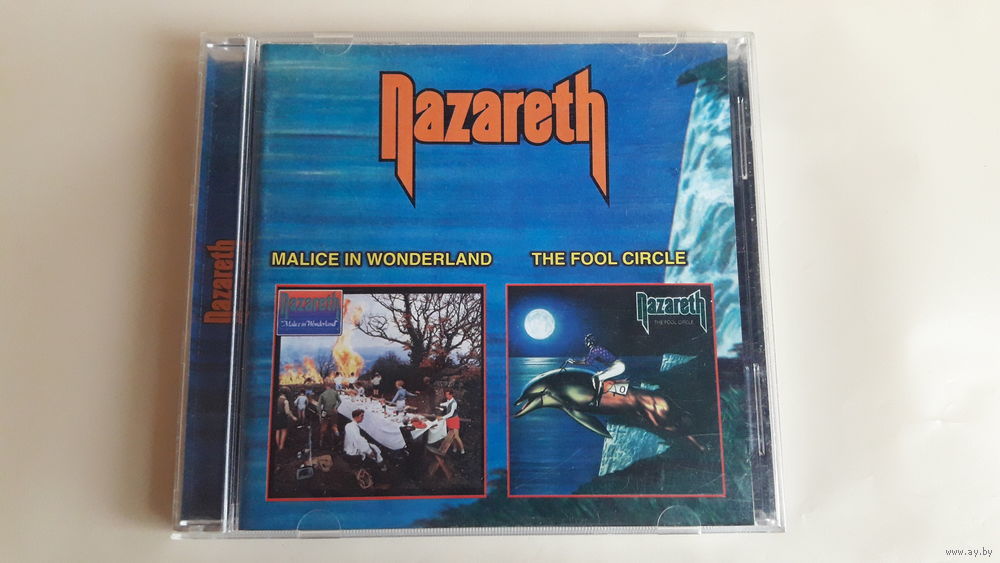 Nazareth
Nazareth
MALICE IN WONDERLAND
THE FOOL CIRCLE
Nazareth
"Malice in Wonderland"
Nazareth
THE FOOL CIRCLE
www.ay.by